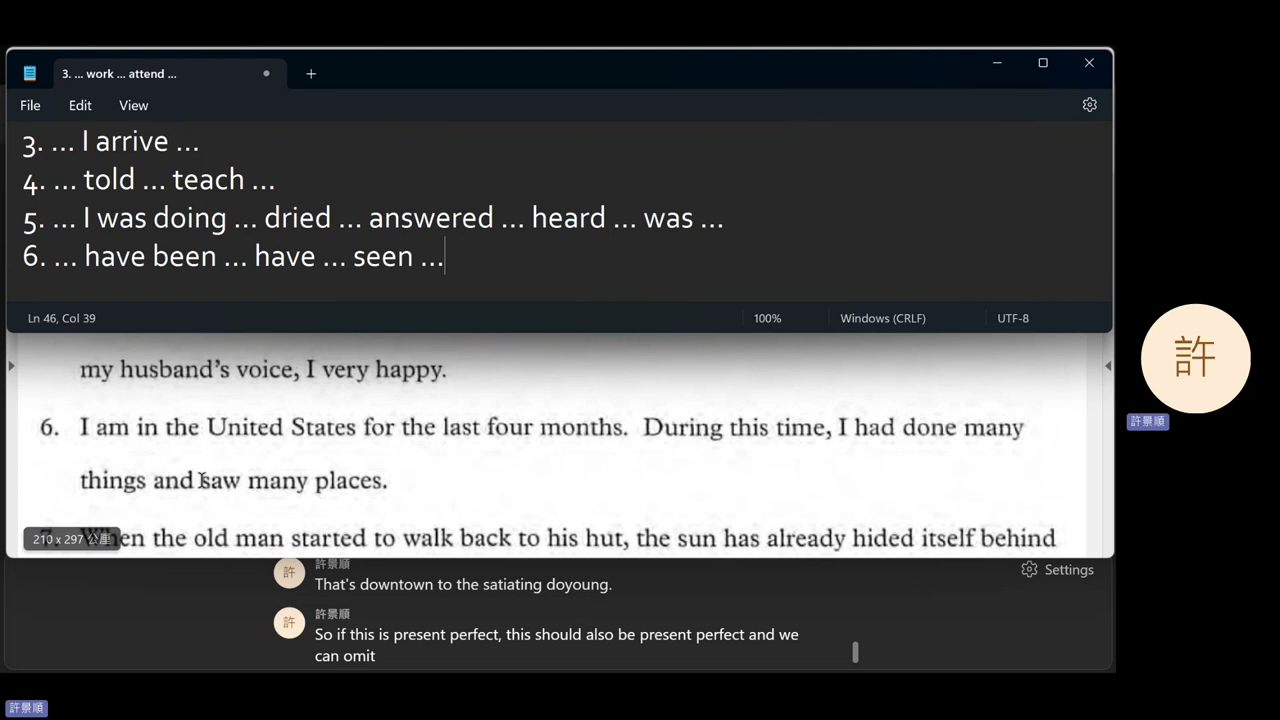 3. ... work ... attend ...
File Edit View
3. ... I arrive ...
4. ... told ... teach ...
5. ... I was doing ... dried ... answered ... heard ... was ...
6. ... have been ... have ... seen ...
Ln 46, Col 39 100% Windows (CRLF) UTF-8
my husband's voice, I very happy.
6. I am in the United States for the last four months. During this time, I had done many
things and saw many places.
When the old man started to walk back to his hut, the sun has already hided itself behind
210 x 297 公厘
許景順
許
That's downtown to the satiating doyoung.
許景順
許
So if this is present perfect, this should also be present perfect and we
can omit
Settings
許
許景順
許景順